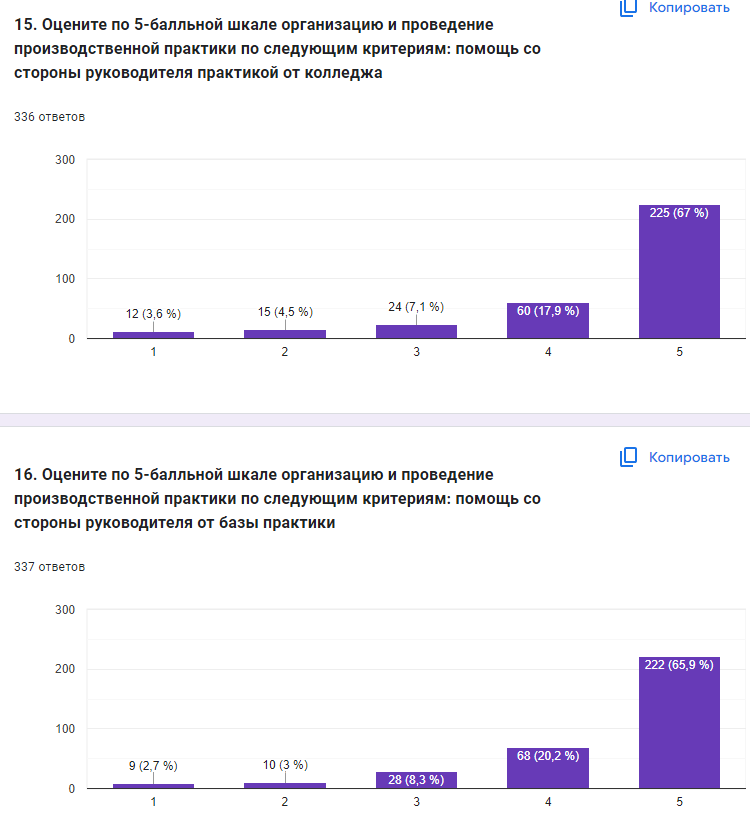 Копировать
15. Оцените по 5-балльной шкале организацию и проведение
производственной практики по следующим критериям: помощь со
стороны руководителя практикой от колледжа
336 ответов
300
200
100
0
12 (3,6 %)
15 (4,5 %)
24 (7,1 %)
60 (17,9 %)
225 (67 %)
1 2 3 4 5
Копировать
16. Оцените по 5-балльной шкале организацию и проведение
производственной практики по следующим критериям: помощь со
стороны руководителя от базы практики
337 ответов
300
200
100
0
9 (2,7 %)
10 (3 %)
28 (8,3 %)
68 (20,2 %)
222 (65,9 %)
1 2 3 4 5